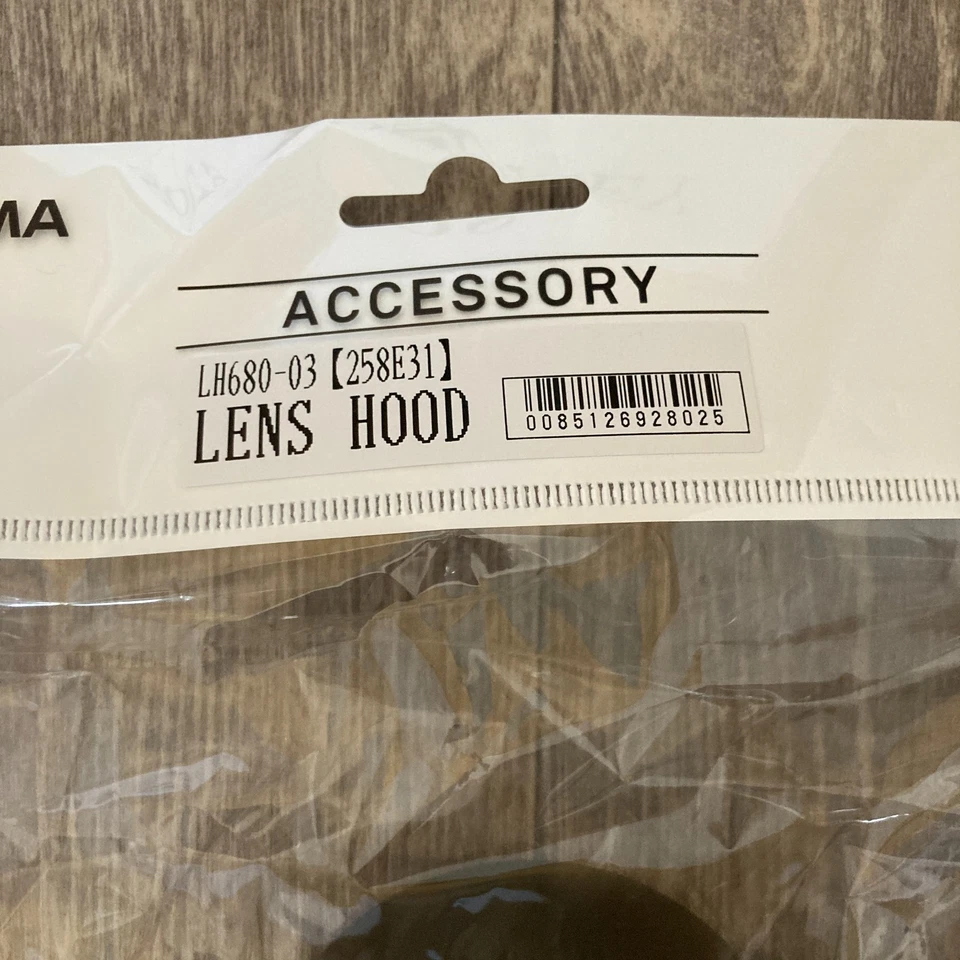 MA
ACCESSORY
LH680-03【258E31】
LENS HOOD
0085126928025